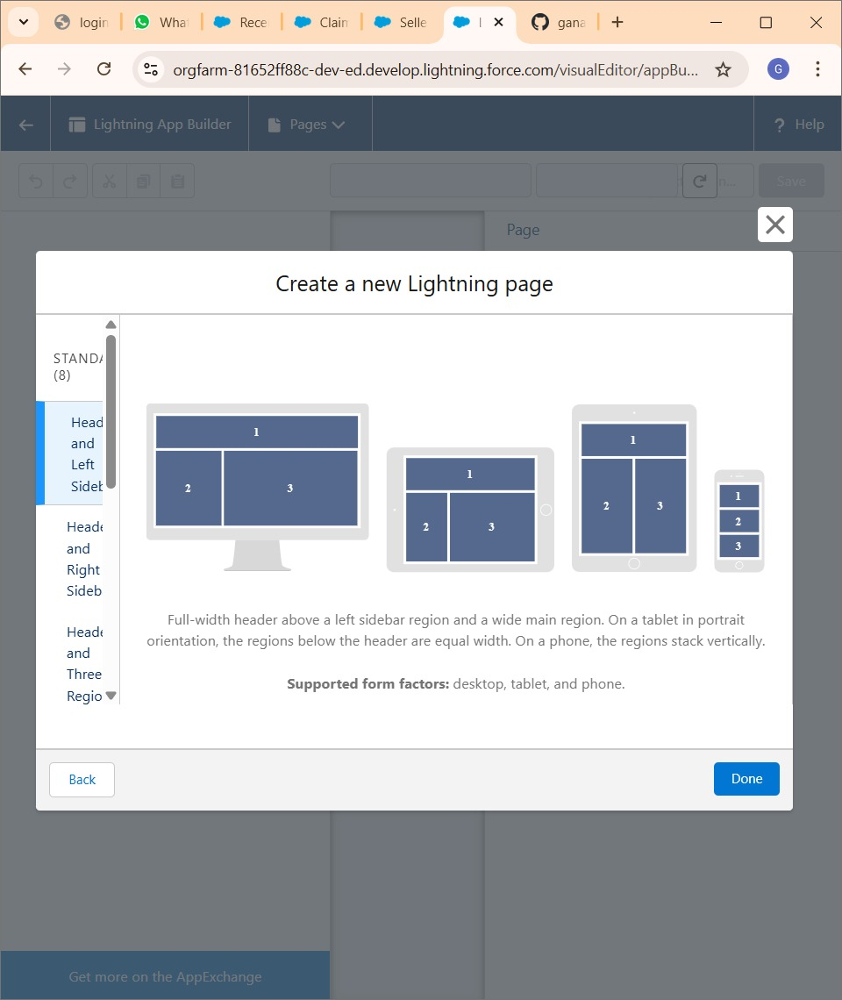 login
What
Rece
Claim
Selle
gana
orgfarm-81652ff88c-dev-ed.develop.lightning.force.com/visualEditor/appBu...
G
Lightning App Builder
Pages
? Help
n...
Save
Page
Create a new Lightning page
STANDA
(8)
Head
and
Left
Sideb
Heade
and
Right
Sideb
Heade
and
Three
Regio
1
2
3
1
2
3
1
2
3
1
2
3
Full-width header above a left sidebar region and a wide main region. On a tablet in portrait
orientation, the regions below the header are equal width. On a phone, the regions stack vertically.
Supported form factors: desktop, tablet, and phone.
Back
Done
Get more on the AppExchange